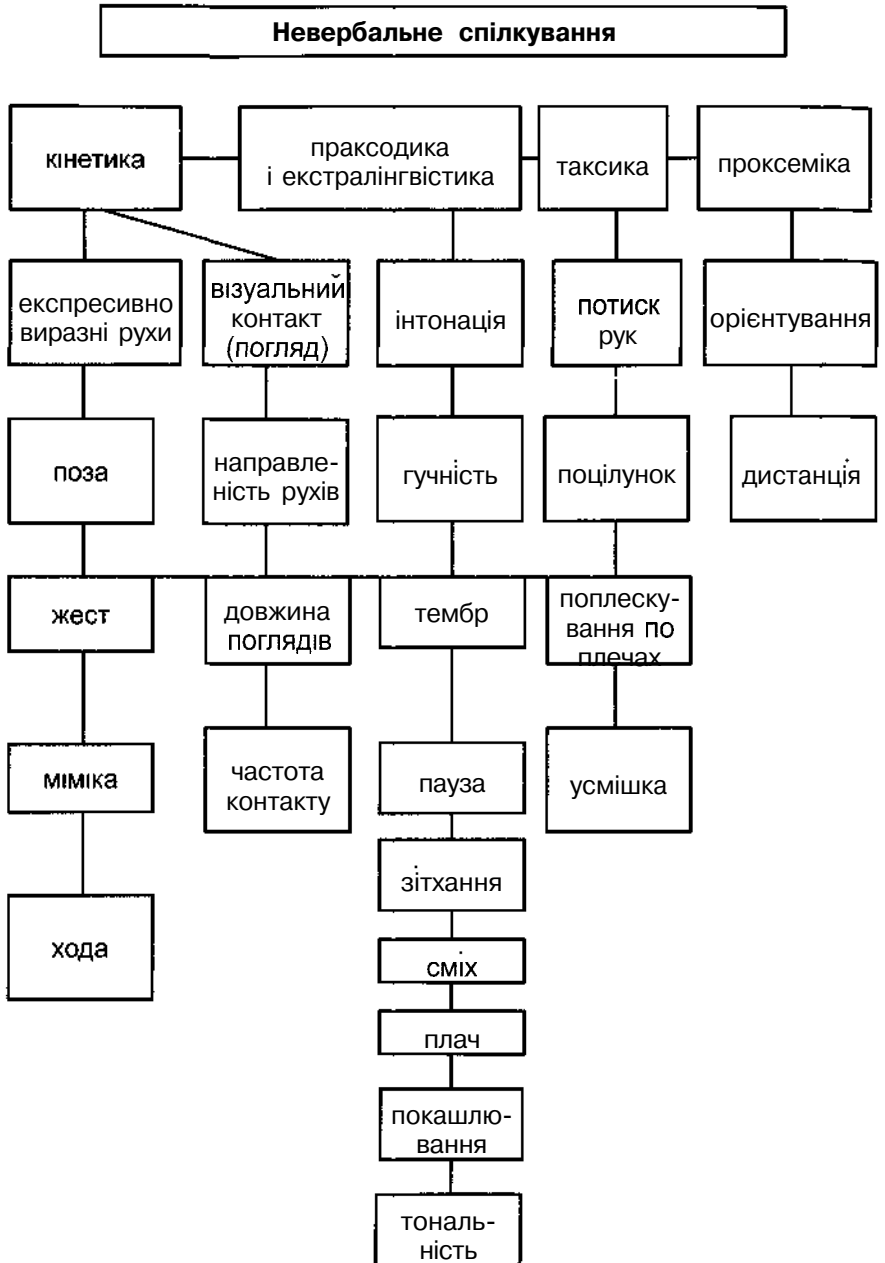 Невербальне спілкування
кінетика
праксодика
і екстралінгвістика
таксика
проксеміка
експресивно
виразні рухи
візуальний
контакт
(погляд)
інтонація
потиск
рук
орієнтування
поза
направле-
ність рухів
гучність
поцілунок
дистанція
жест
довжина
поглядів
тембр
поплеску-
вання по
плечах
міміка
частота
контакту
пауза
усмішка
зітхання
хода
сміх
плач
покашлю-
вання
тональ-
ність